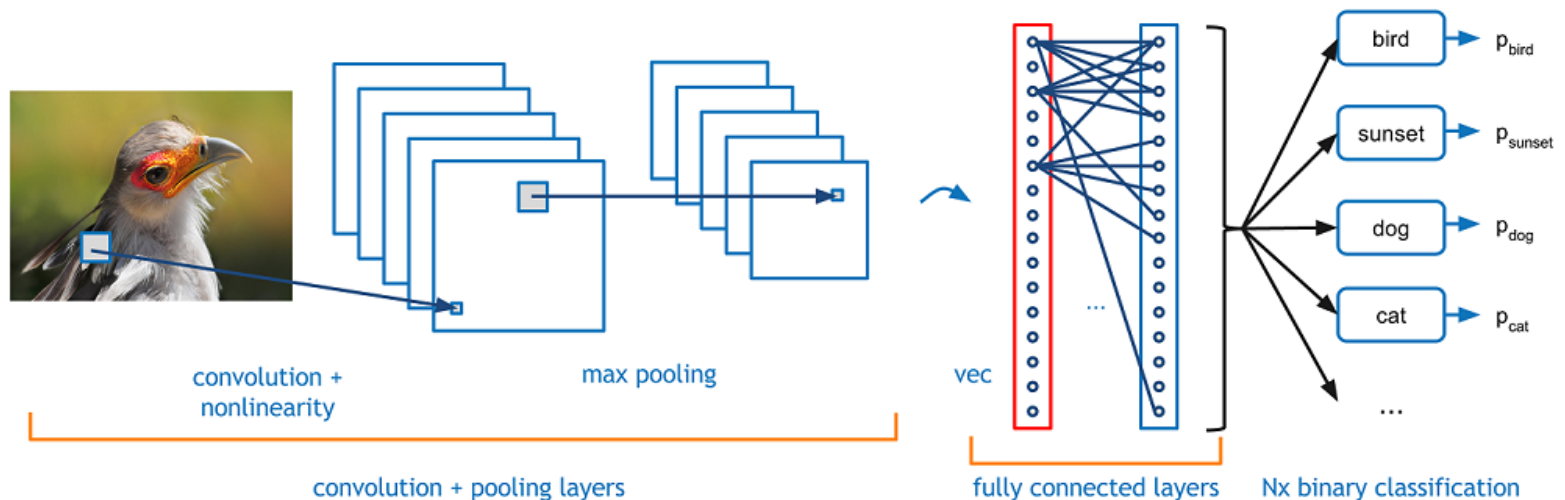 bird
p_bird
sunset
p_sunset
dog
p_dog
cat
p_cat
...
...
convolution +
nonlinearity
max pooling
vec
convolution + pooling layers
fully connected layers
Nx binary classification